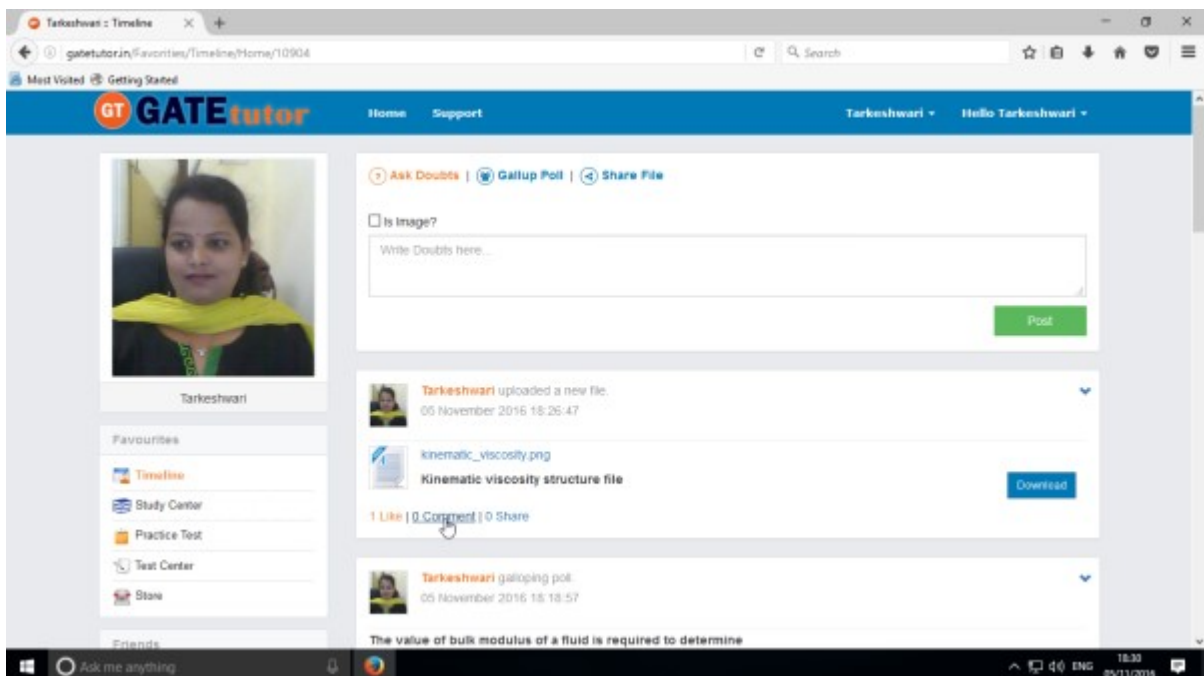 Tarkeshwari :: Timeline
gatetutor.in/Favorities/Timeline/Home/10904
Search
Most Visited Getting Started
GT GATEtutor
Home Support Tarkeshwari Hello Tarkeshwari
? Ask Doubts | Gallup Poll | Share File
Is Image?
Write Doubts here...
Post
Tarkeshwari
Favourites
Timeline
Study Center
Practice Test
Test Center
Store
Friends
Tarkeshwari uploaded a new file.
05 November 2016 18:26:47
kinematic_viscosity.png
Kinematic viscosity structure file
Download
1 Like | 0 Comment | 0 Share
Tarkeshwari galloping poll.
05 November 2016 18:18:57
The value of bulk modulus of a fluid is required to determine
Ask me anything
ENG
18:30
05/11/2016